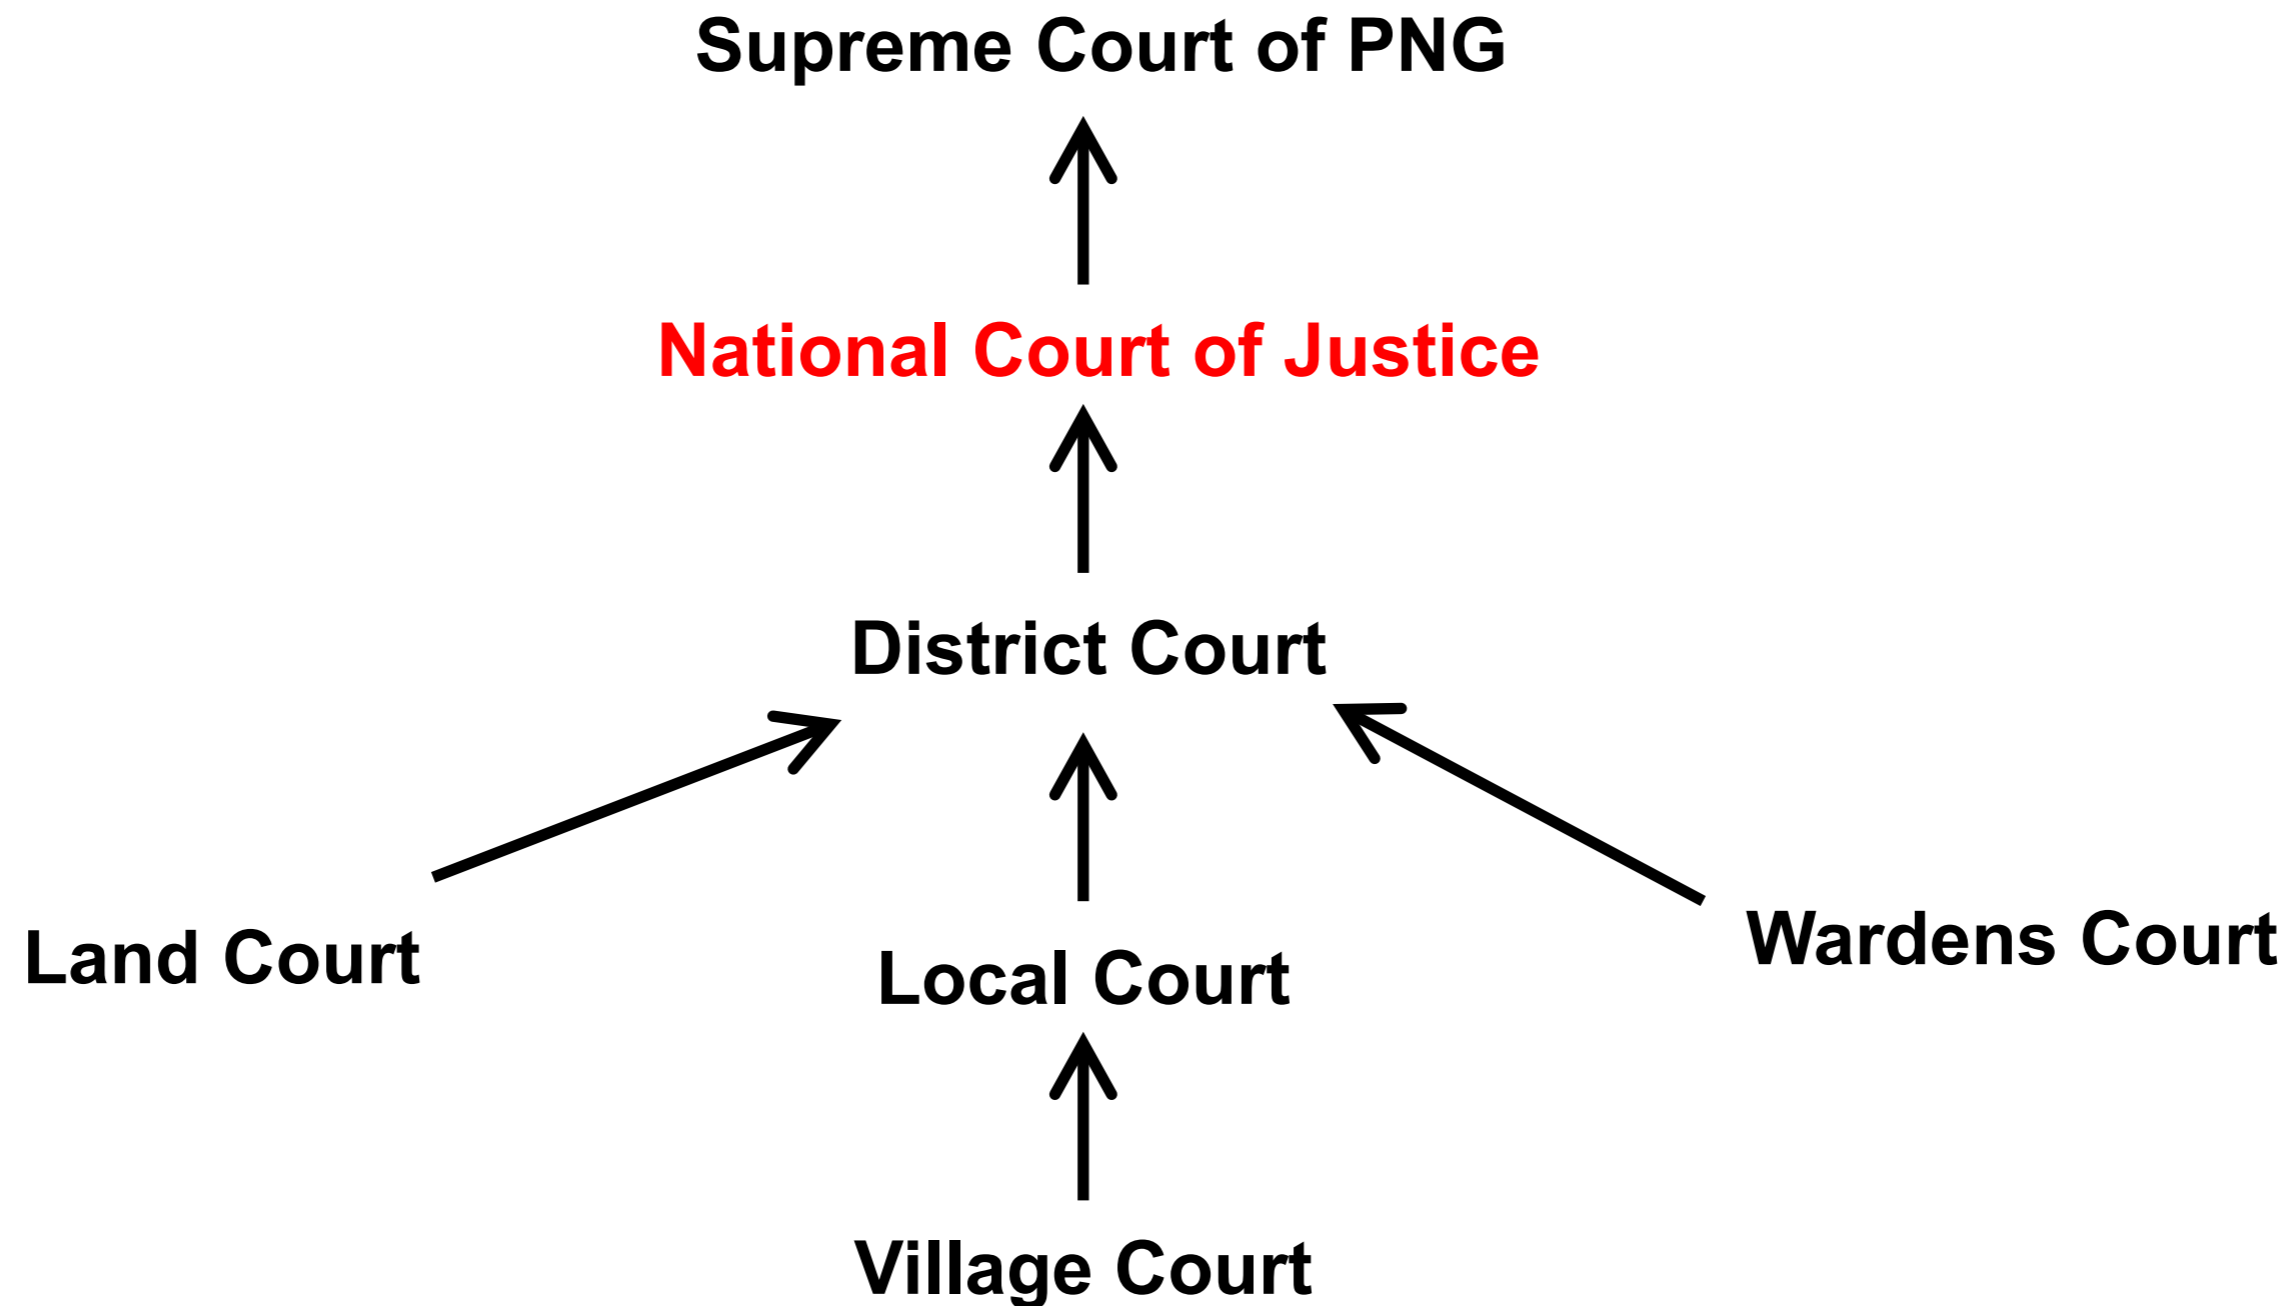 Supreme Court of PNG
National Court of Justice
District Court
Land Court
Local Court
Wardens Court
Village Court